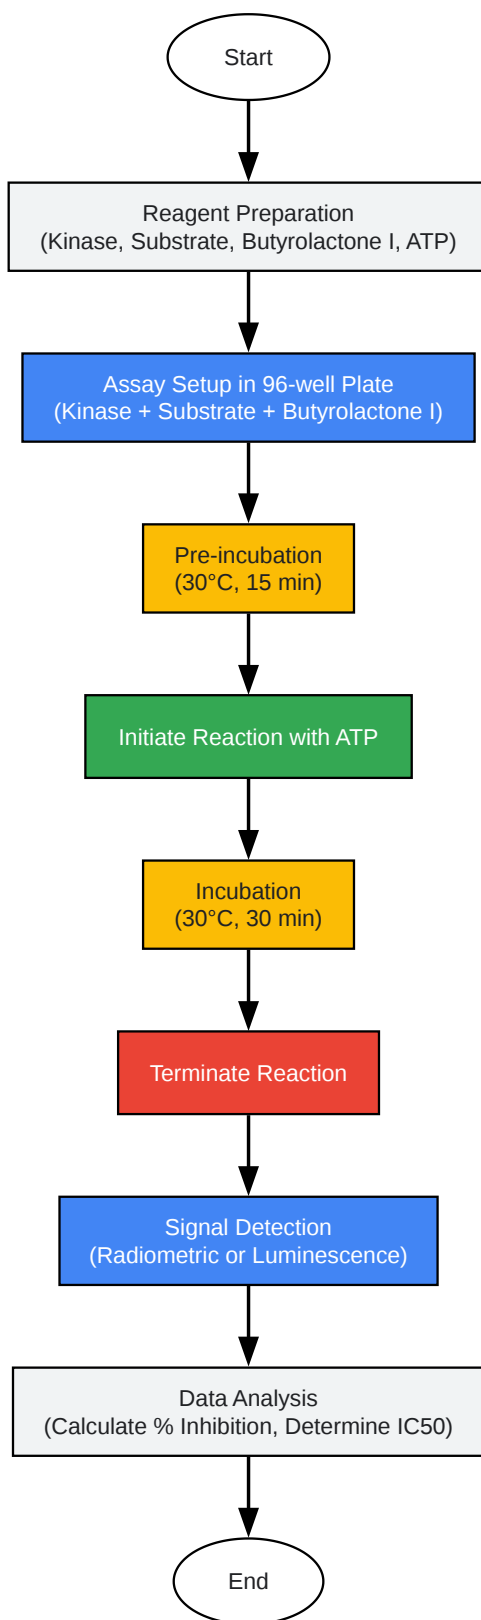 Start
Reagent Preparation
(Kinase, Substrate, Butyrolactone I, ATP)
Assay Setup in 96-well Plate
(Kinase + Substrate + Butyrolactone I)
Pre-incubation
(30°C, 15 min)
Initiate Reaction with ATP
Incubation
(30°C, 30 min)
Terminate Reaction
Signal Detection
(Radiometric or Luminescence)
Data Analysis
(Calculate % Inhibition, Determine IC50)
End